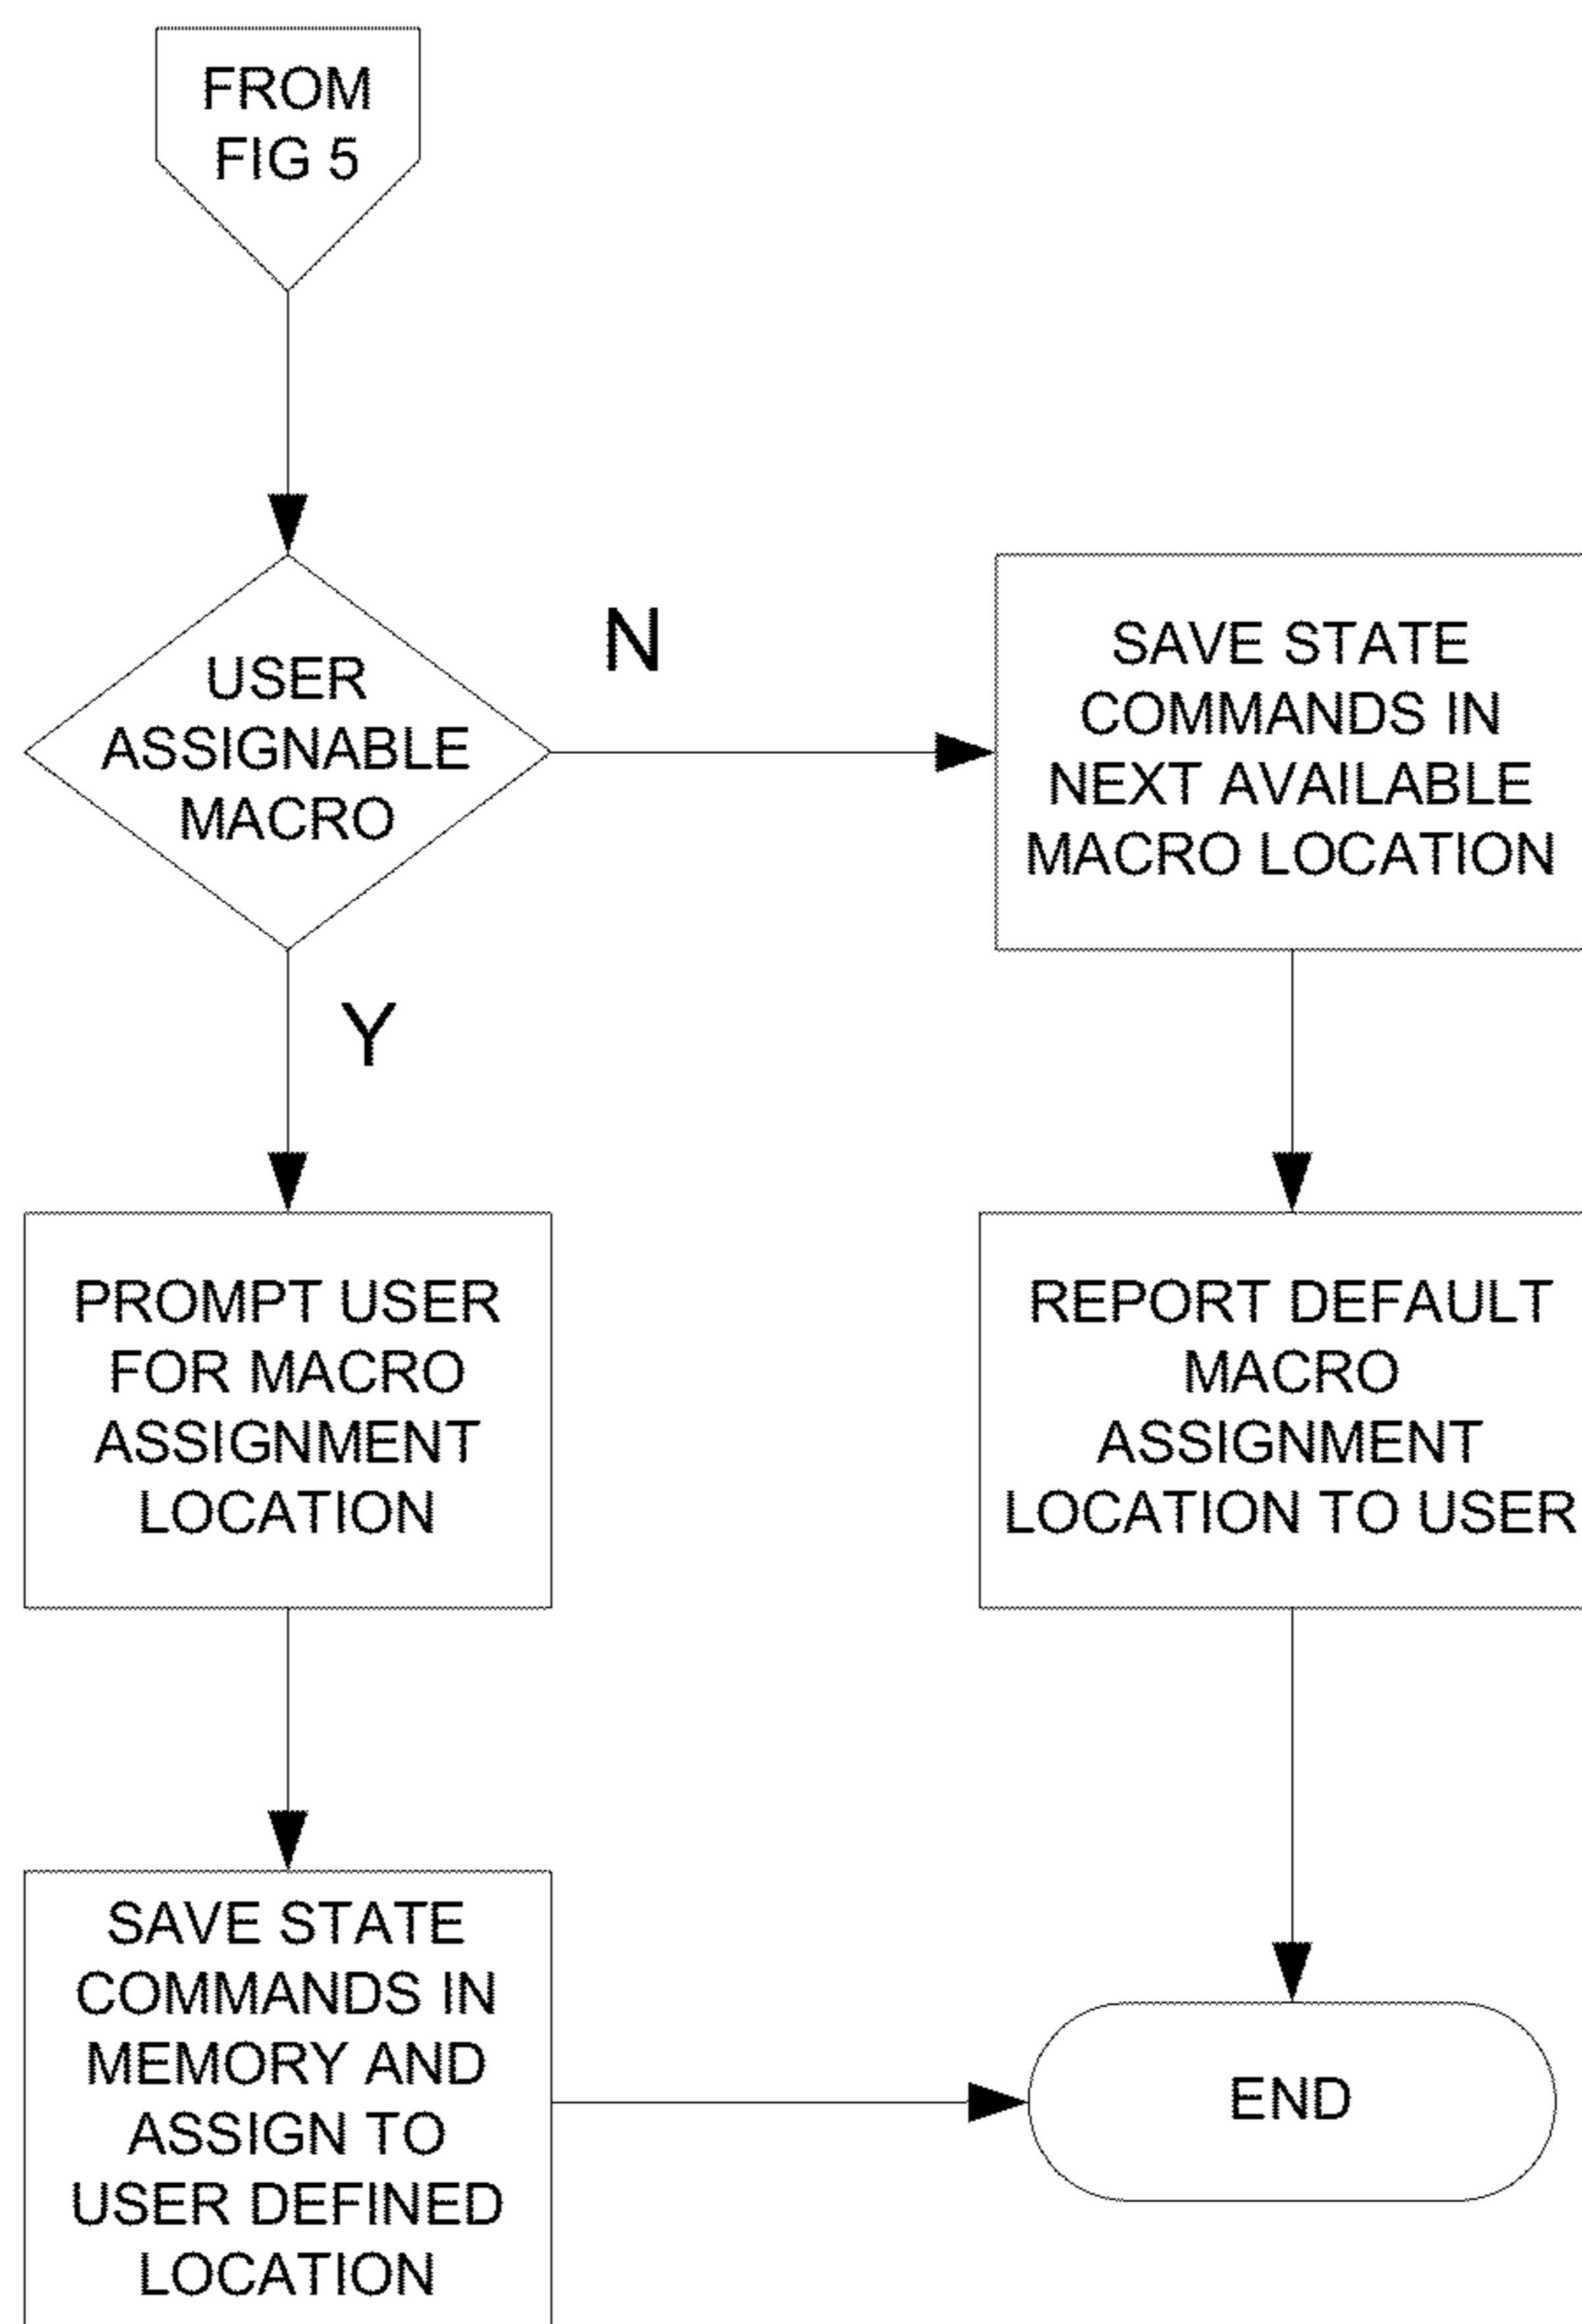 FROM
FIG 5
USER
ASSIGNABLE
MACRO
N
SAVE STATE
COMMANDS IN
NEXT AVAILABLE
MACRO LOCATION
Y
PROMPT USER
FOR MACRO
ASSIGNMENT
LOCATION
REPORT DEFAULT
MACRO
ASSIGNMENT
LOCATION TO USER
SAVE STATE
COMMANDS IN
MEMORY AND
ASSIGN TO
USER DEFINED
LOCATION
END